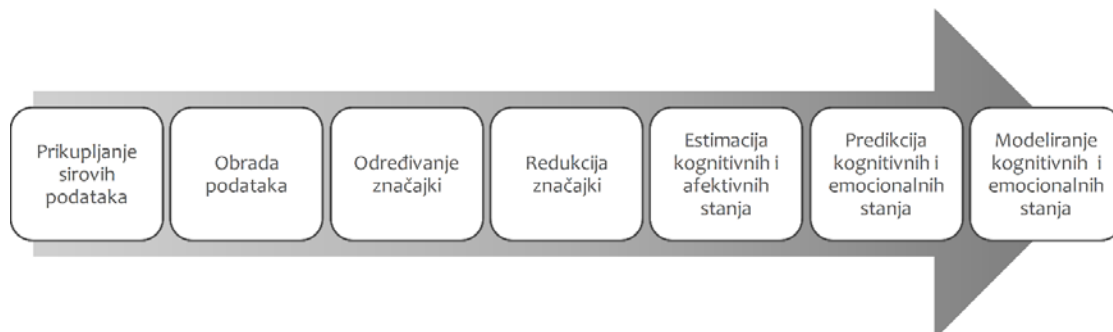 Prikupljanje
sirovih
podataka
Obrada
podataka
Određivanje
značajki
Redukcija
značajki
Estimacija
kognitivnih i
afektivnih
stanja
Predikcija
kognitivnih i
emocionalnih
stanja
Modeliranje
kognitivnih i
emocionalnih
stanja